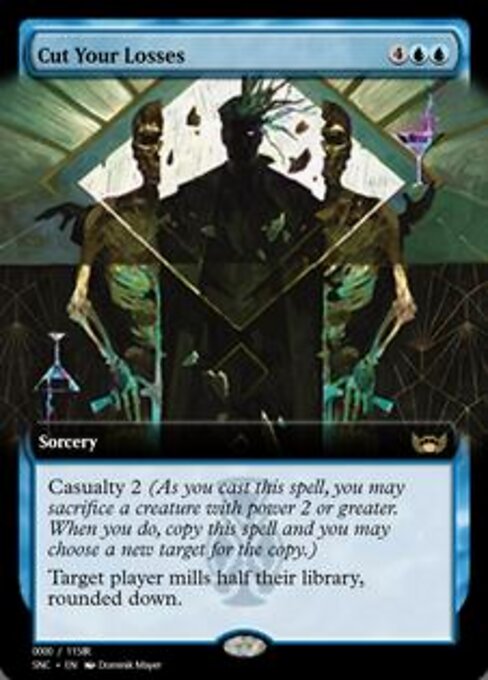 Cut Your Losses 4
Sorcery
Casualty 2 (As you cast this spell, you may
sacrifice a creature with power 2 or greater.
When you do, copy this spell and you may
choose a new target for the copy.)
Target player mills half their library,
rounded down.
SNC • EN Dominik Mayer